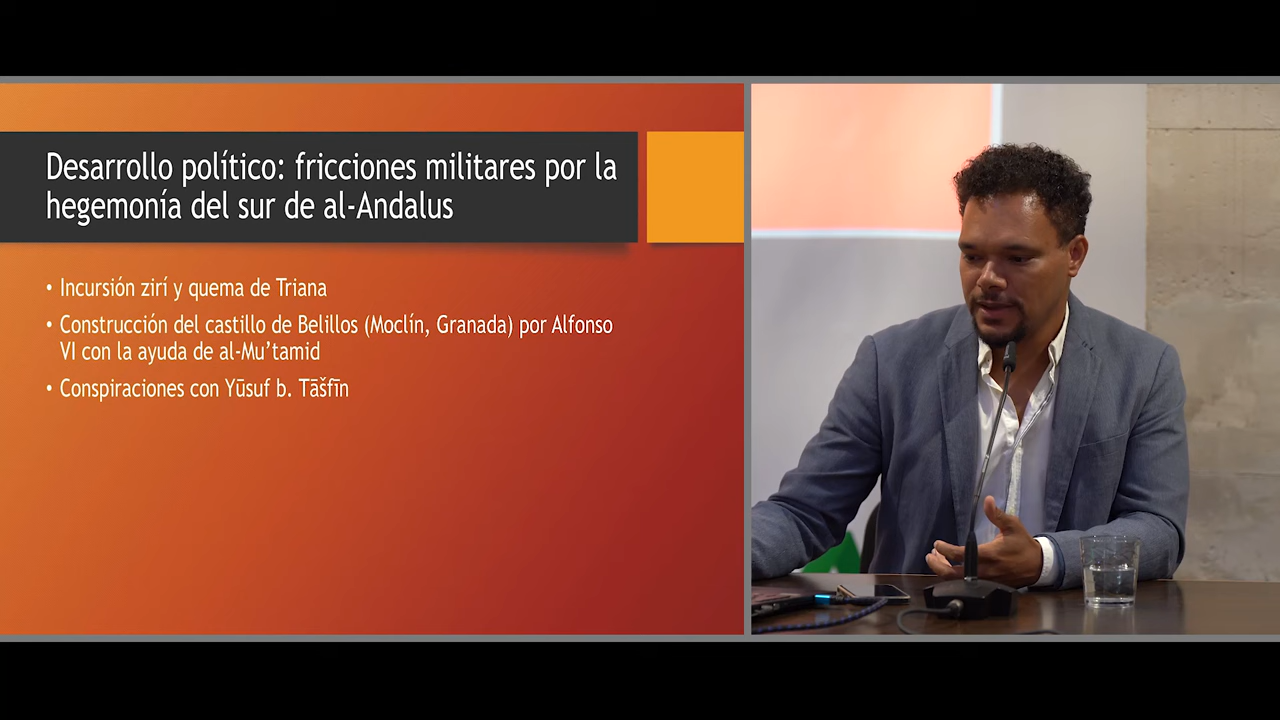 Desarrollo político: fricciones militares por la
hegemonía del sur de al-Andalus
• Incursión zirí y quema de Triana
• Construcción del castillo de Belillos (Moclín, Granada) por Alfonso
VI con la ayuda de al-Mu’tamid
• Conspiraciones con Yūsuf b. Tāšfīn